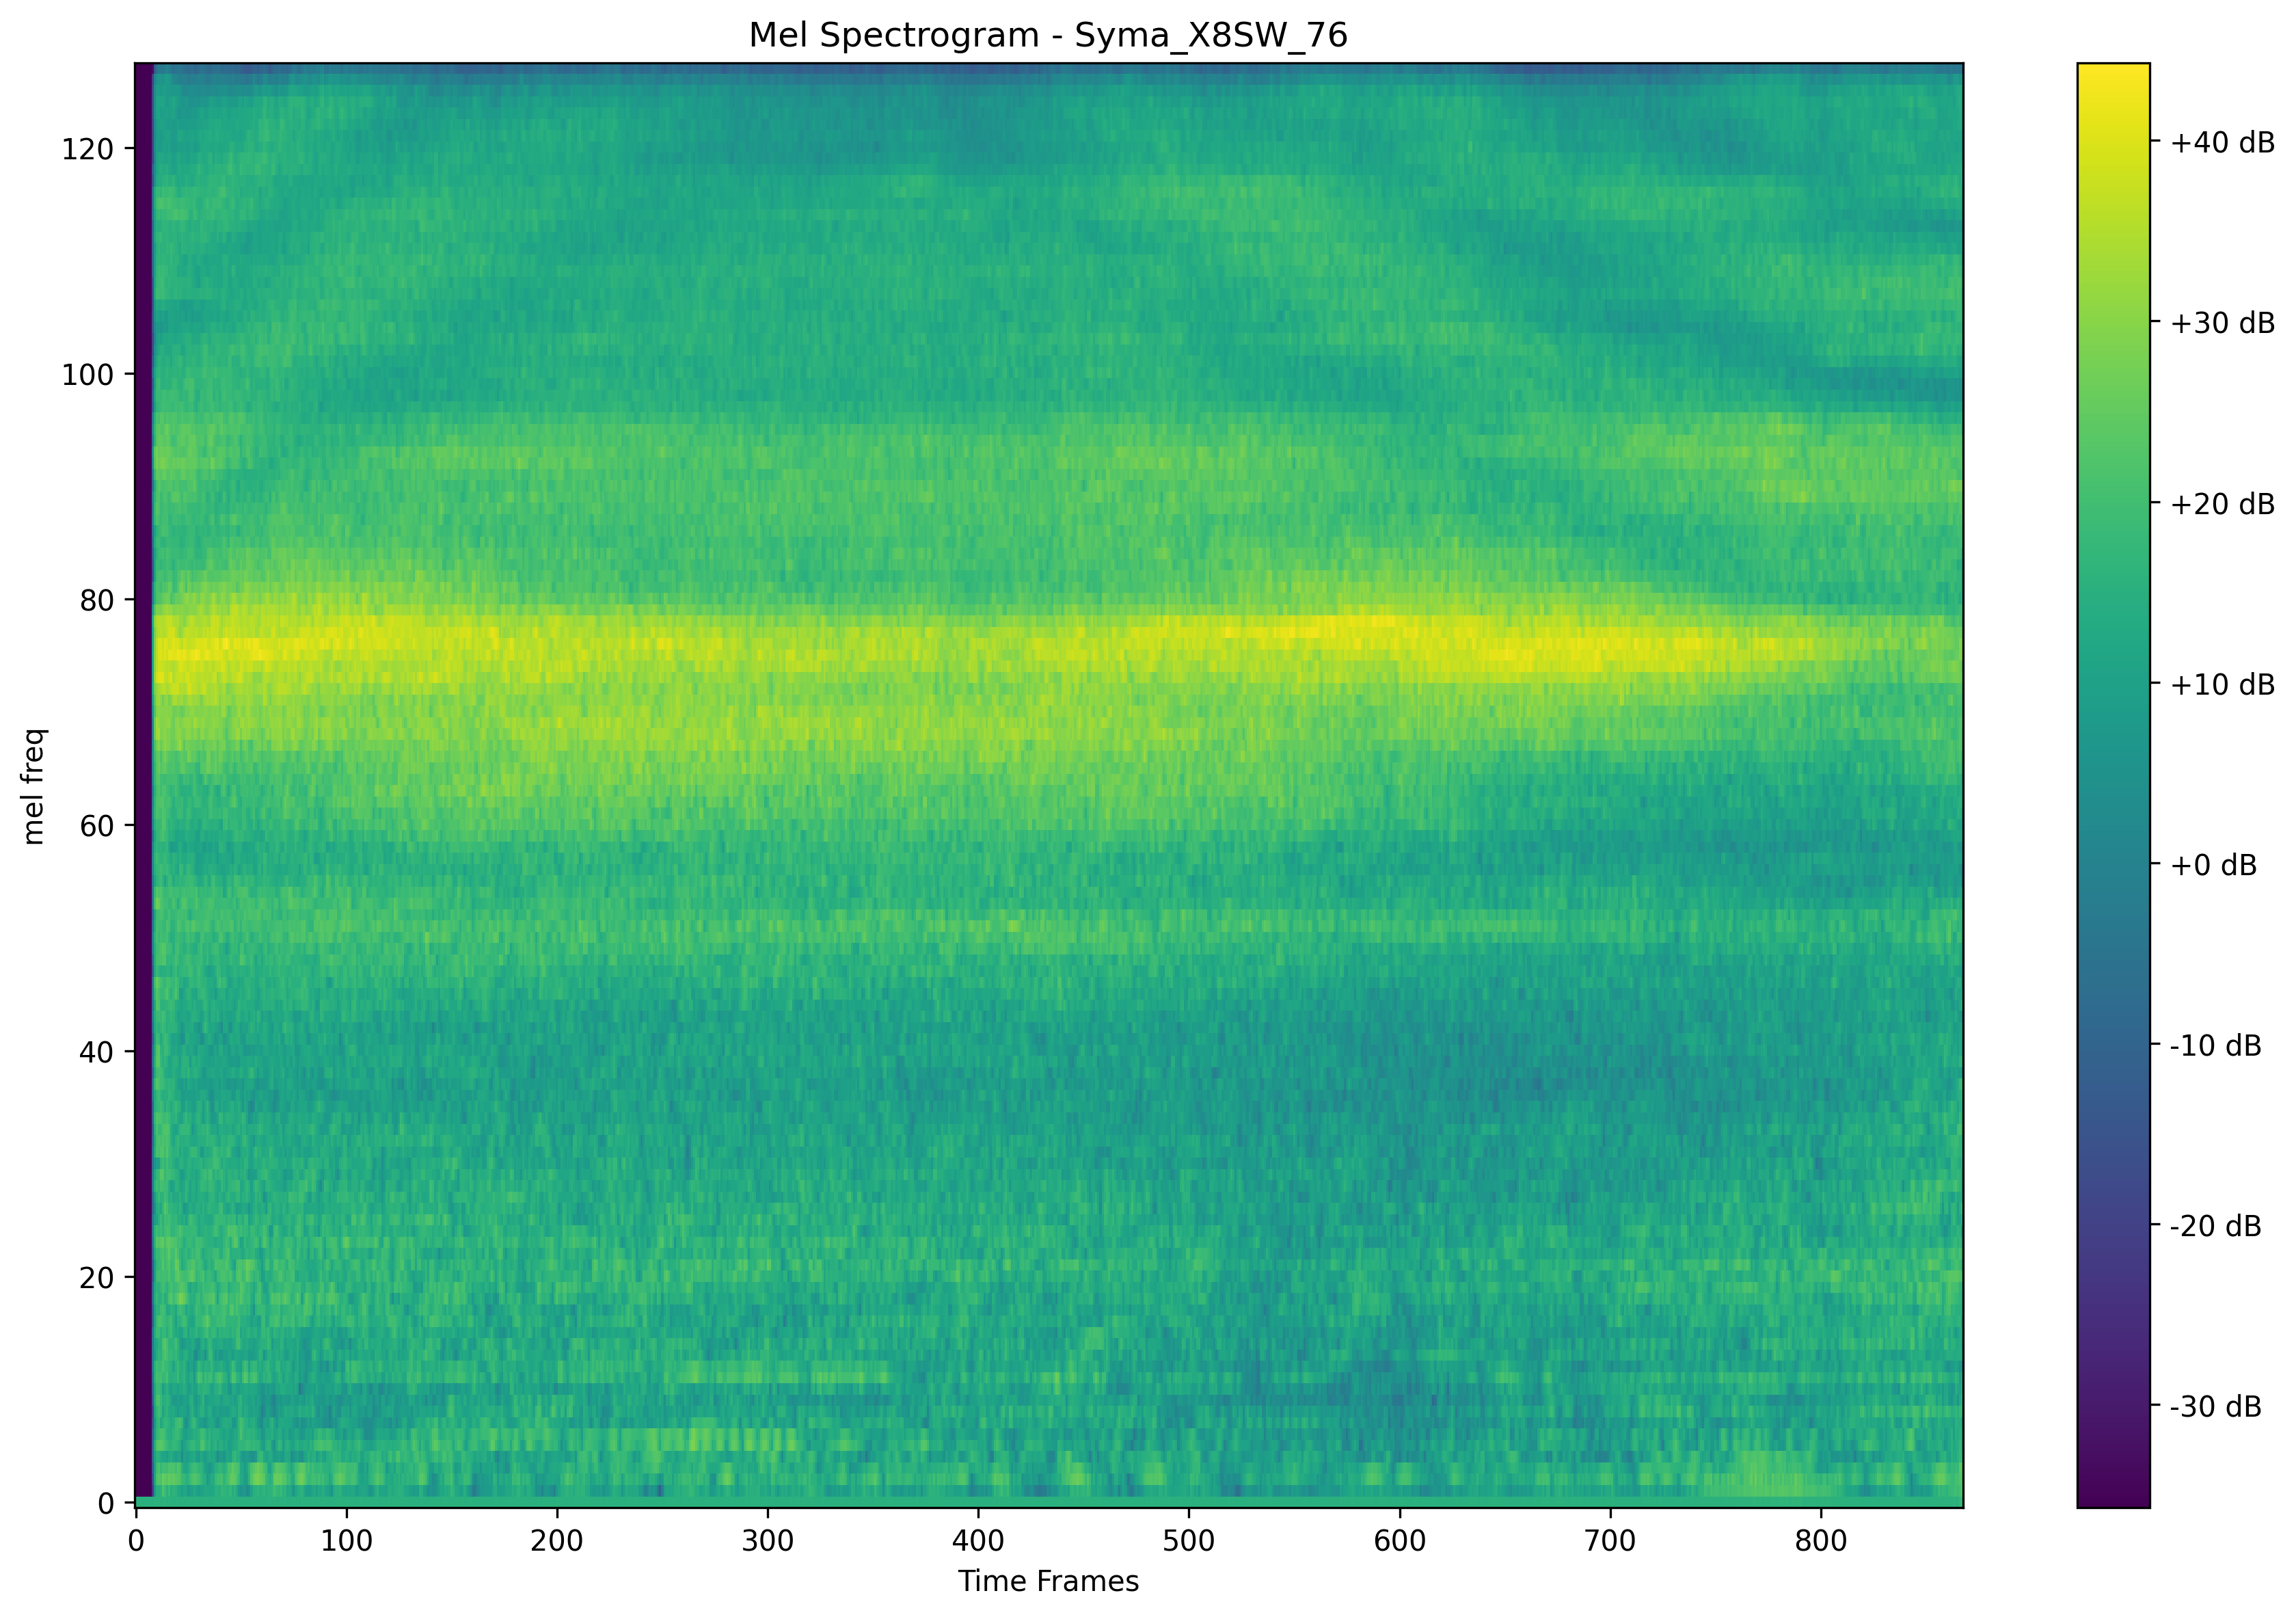 Mel Spectrogram - Syma_X8SW_76
mel freq
120
100
80
60
40
20
0
0 100 200 300 400 500 600 700 800
Time Frames
+40 dB
+30 dB
+20 dB
+10 dB
+0 dB
-10 dB
-20 dB
-30 dB